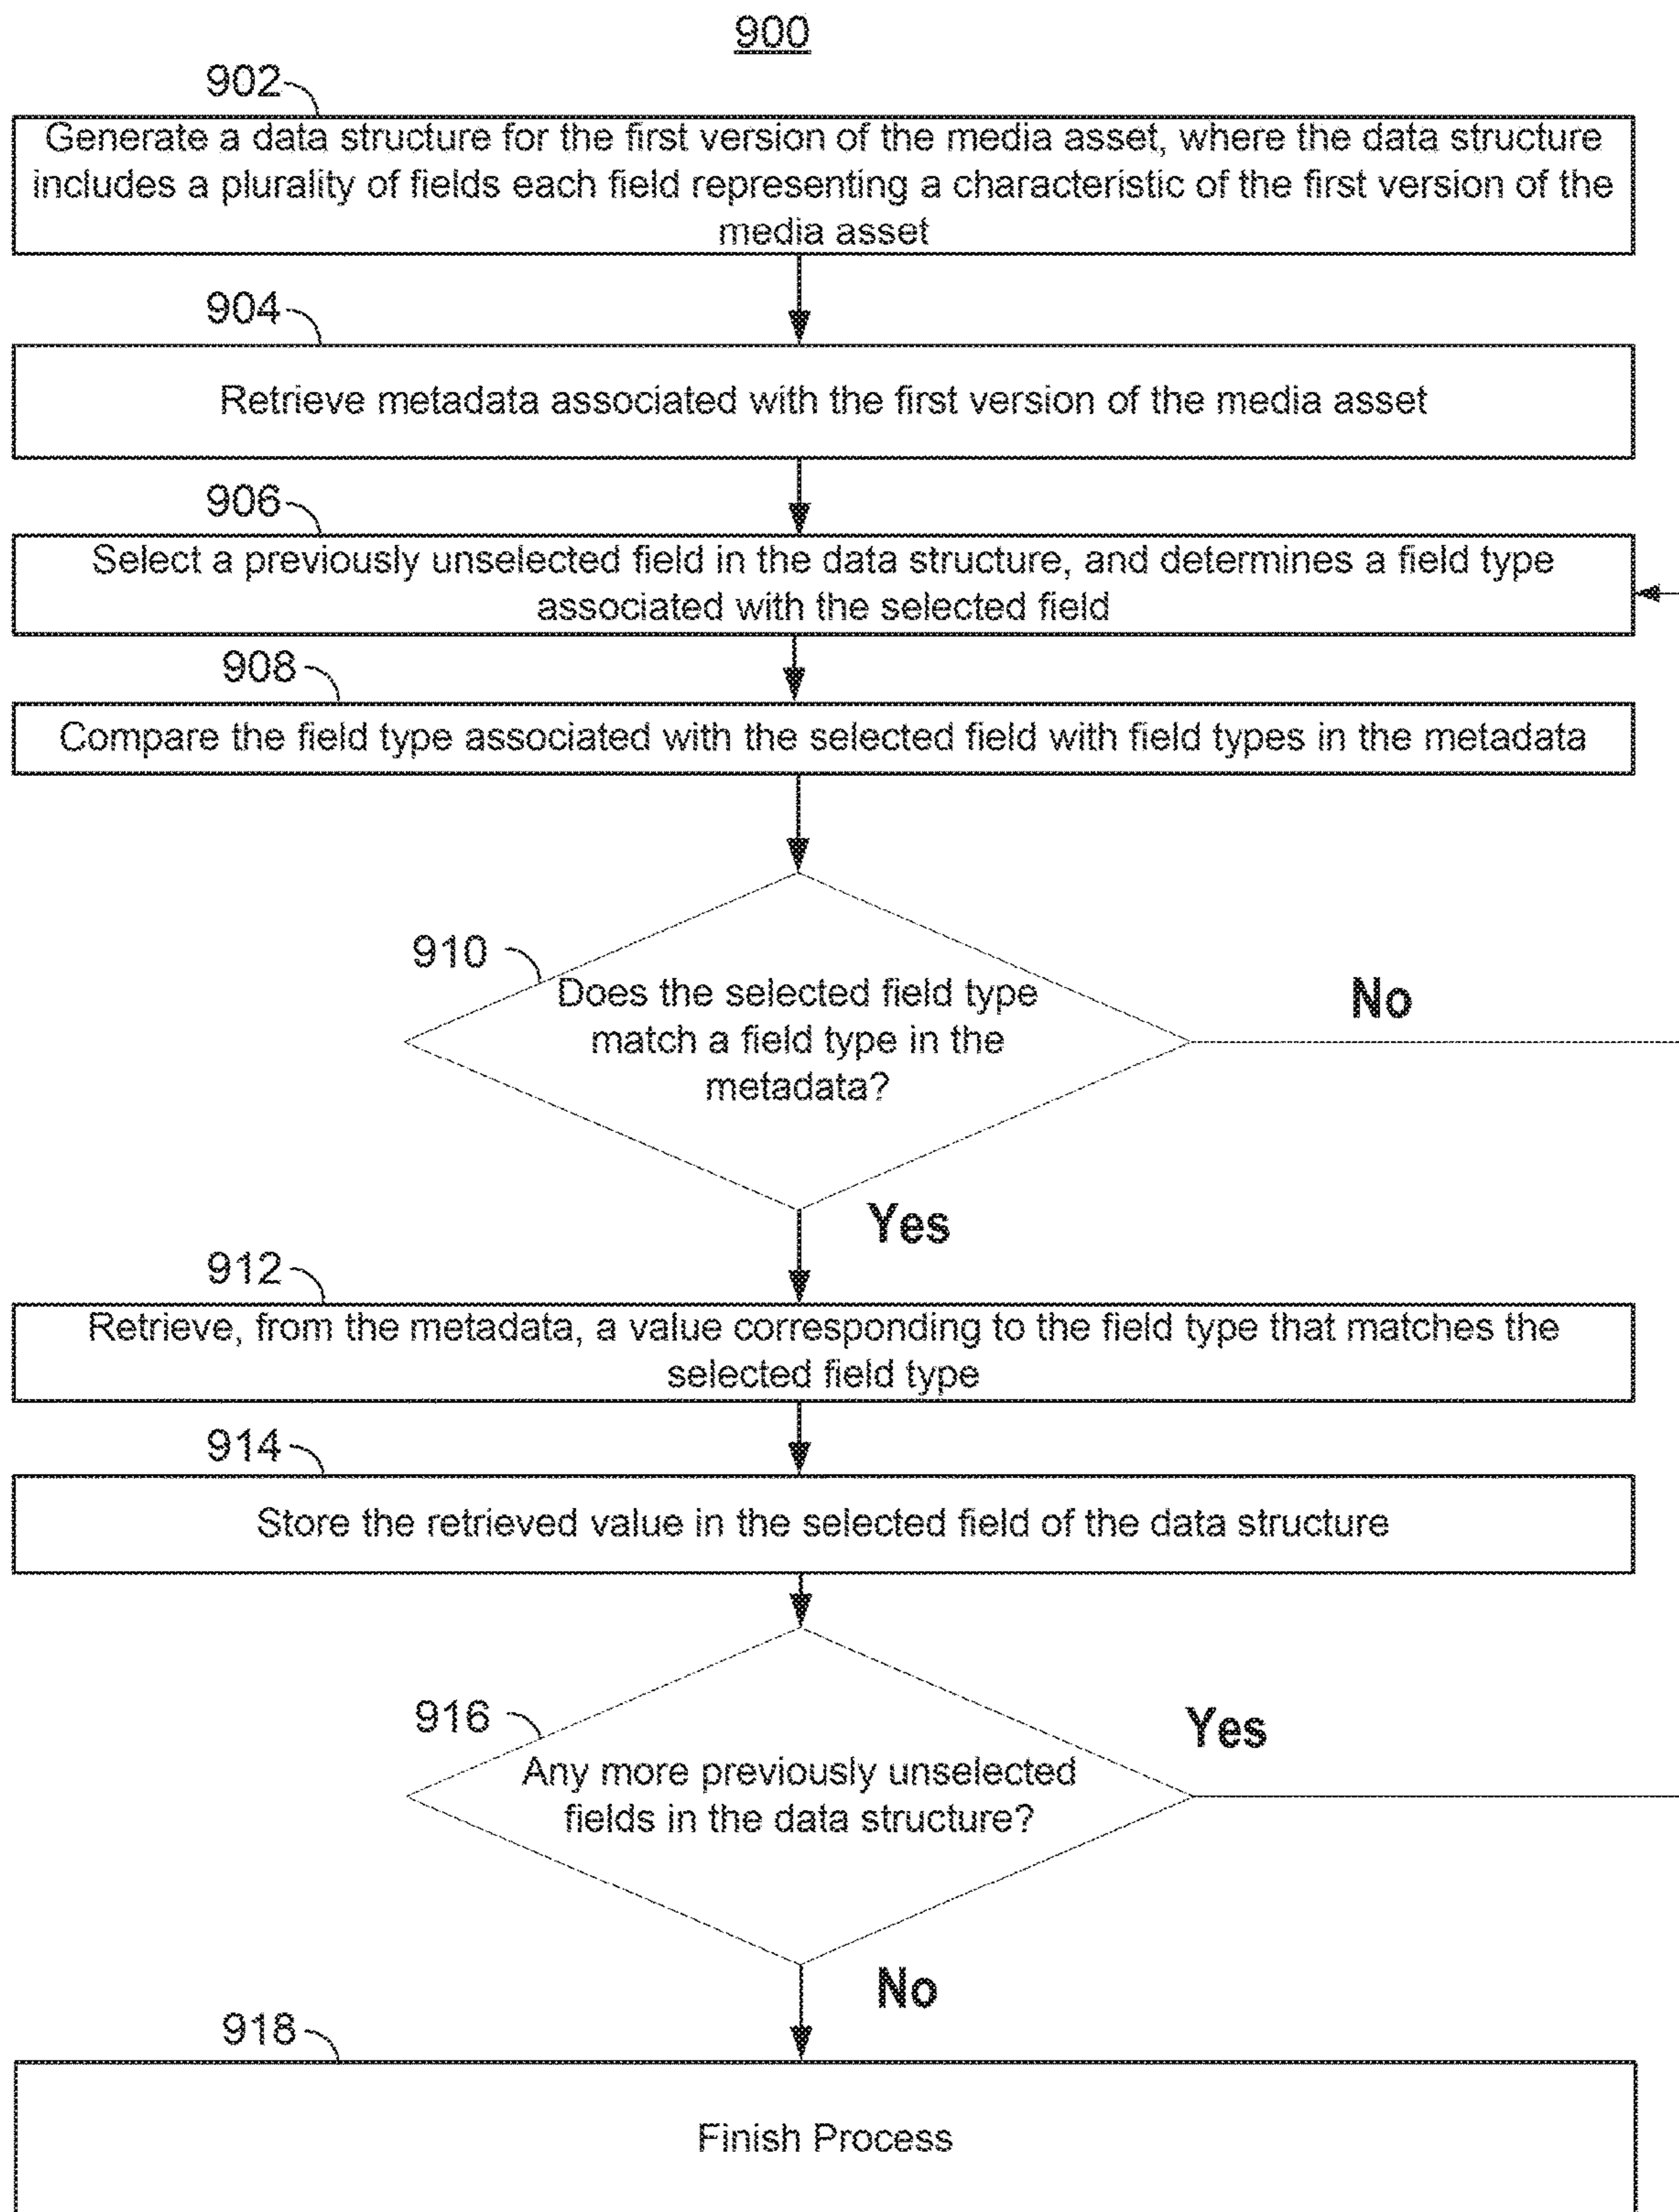 900
902
Generate a data structure for the first version of the media asset, where the data structure
includes a plurality of fields each field representing a characteristic of the first version of the
media asset
904
Retrieve metadata associated with the first version of the media asset
906
Select a previously unselected field in the data structure, and determines a field type
associated with the selected field
908
Compare the field type associated with the selected field with field types in the metadata
910
Does the selected field type
match a field type in the
metadata?
No
Yes
912
Retrieve, from the metadata, a value corresponding to the field type that matches the
selected field type
914
Store the retrieved value in the selected field of the data structure
916
Any more previously unselected
fields in the data structure?
Yes
No
918
Finish Process